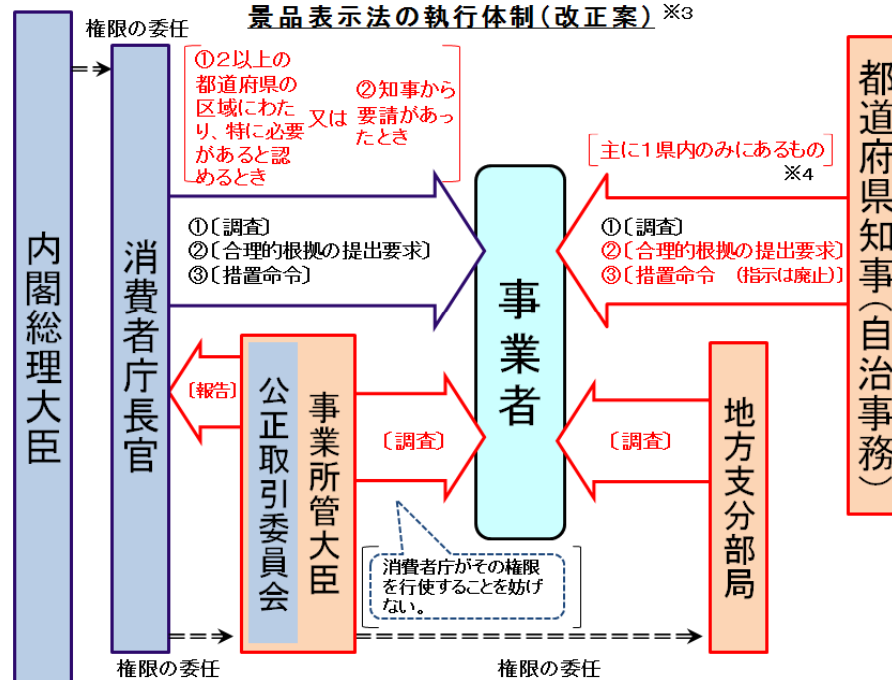 景品表示法の執行体制(改正案) ※3
権限の委任
①2以上の
都道府県の
区域にわた
り、特に必要
があると認
めるとき
又は
②知事から
要請があっ
たとき
[主に1県内のみにあるもの]
※4
①〔調査〕
②〔合理的根拠の提出要求〕
③〔措置命令〕
①〔調査〕
②〔合理的根拠の提出要求〕
③〔措置命令 (指示は廃止)〕
内閣総理大臣
消費者庁長官
事業者
都道府県知事(自治事務)
〔報告〕
公正取引委員会
事業所管大臣
〔調査〕
〔調査〕
地方支分部局
消費者庁がその権限
を行使することを妨げ
ない。
権限の委任
権限の委任